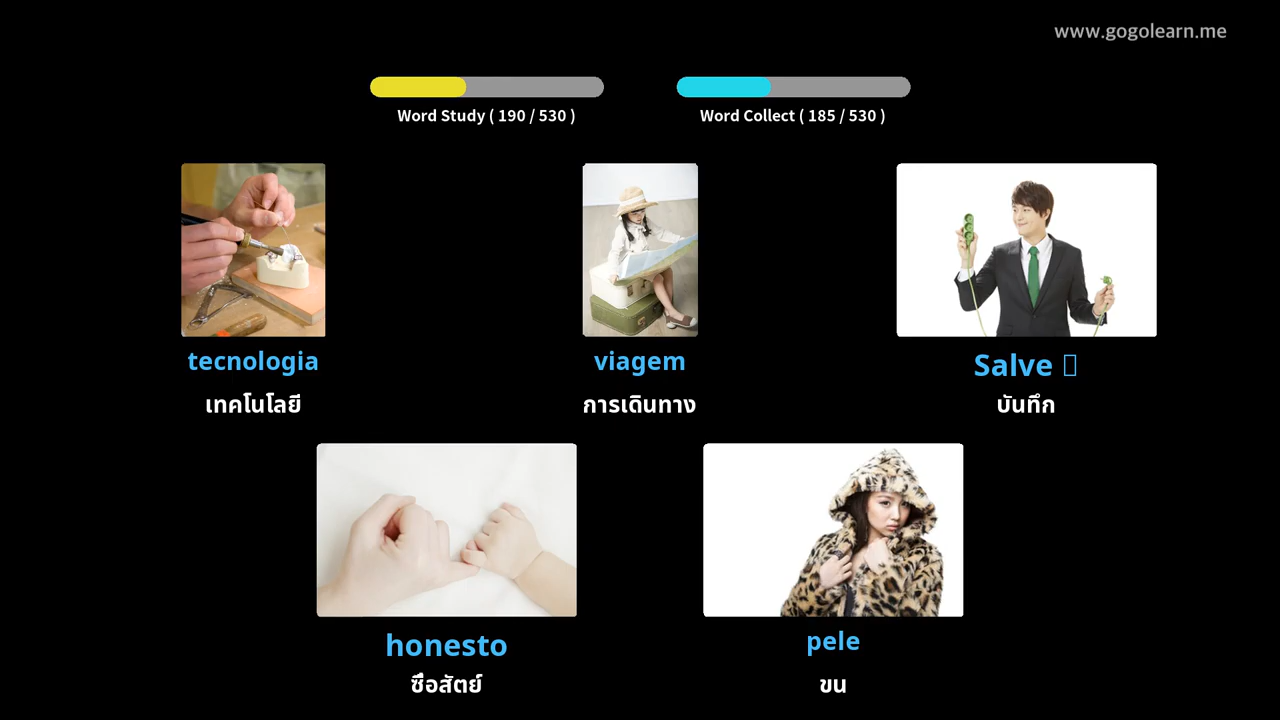 www.gogolearn.me
Word Study ( 190 / 530 )
Word Collect ( 185 / 530 )
tecnologia
เทคโนโลยี
viagem
การเดินทาง
Salve
บันทึก
honesto
ซื่อสัตย์
pele
ขน